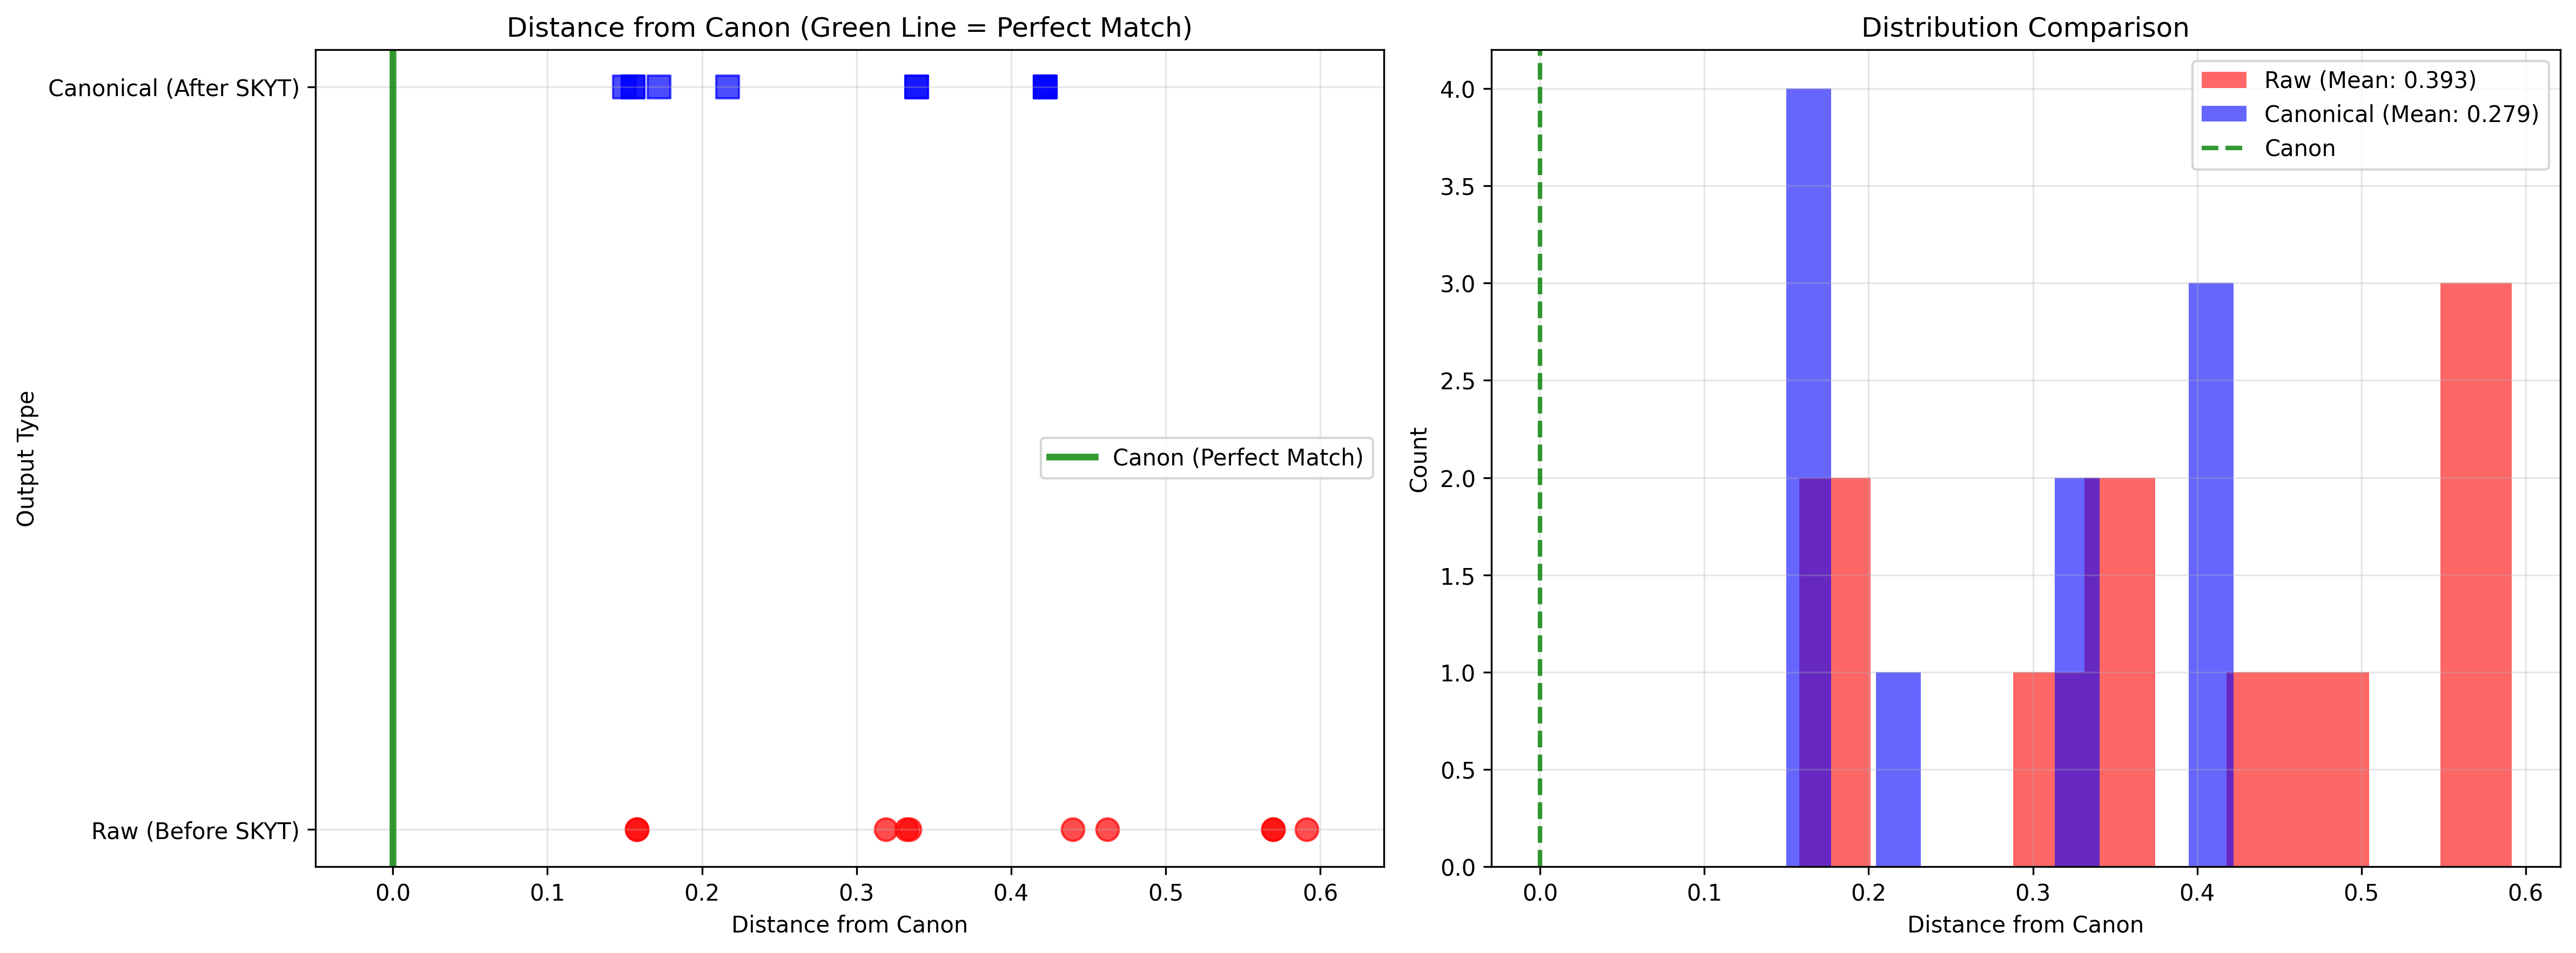 Distance from Canon (Green Line = Perfect Match)
Canonical (After SKYT)
Output Type
Canon (Perfect Match)
Raw (Before SKYT)
0.0 0.1 0.2 0.3 0.4 0.5 0.6
Distance from Canon
Distribution Comparison
Raw (Mean: 0.393)
Canonical (Mean: 0.279)
Canon
4.0
3.5
3.0
2.5
2.0
1.5
1.0
0.5
0.0
Count
0.0 0.1 0.2 0.3 0.4 0.5 0.6
Distance from Canon